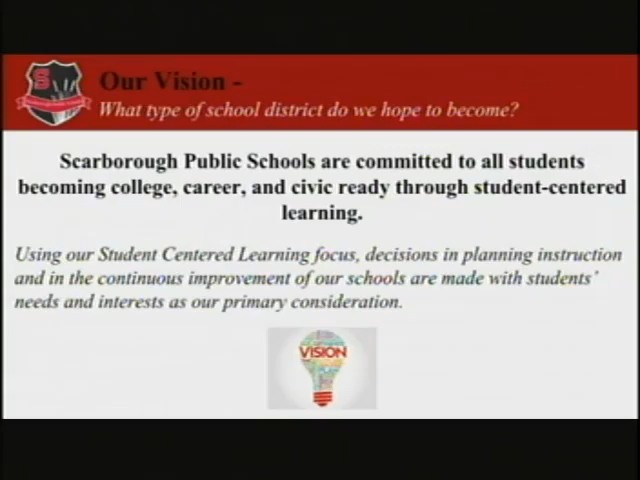 S
Our Vision -
What type of school district do we hope to become?
Scarborough Public Schools are committed to all students
becoming college, career, and civic ready through student-centered
learning.
Using our Student Centered Learning focus, decisions in planning instruction
and in the continuous improvement of our schools are made with students'
needs and interests as our primary consideration.
VISION
PLAN